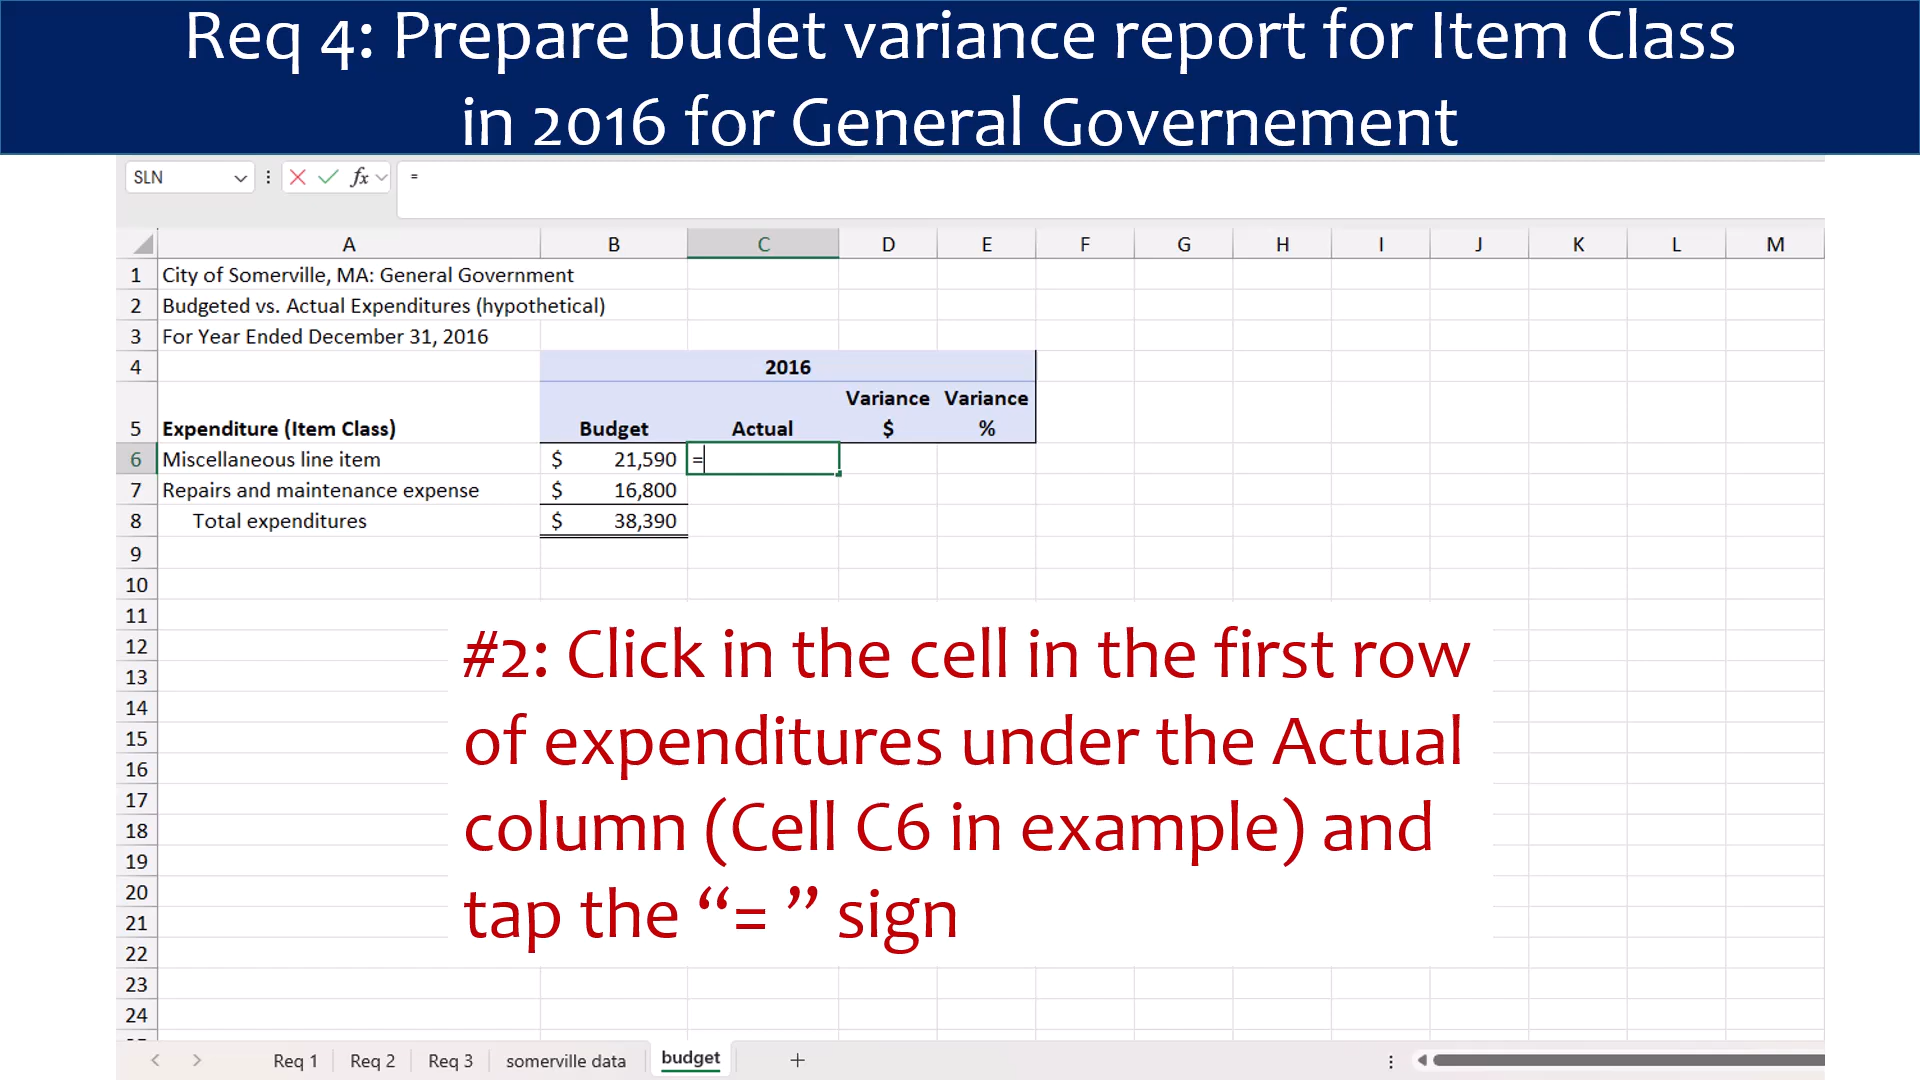 Req 4: Prepare budet variance report for Item Class
in 2016 for General Governement
SLN fx =
A B C D E F G H I J K L M
1 City of Somerville, MA: General Government
2 Budgeted vs. Actual Expenditures (hypothetical)
3 For Year Ended December 31, 2016
4 2016
Variance Variance
5 Expenditure (Item Class) Budget Actual $ %
6 Miscellaneous line item $ 21,590 =
7 Repairs and maintenance expense $ 16,800
8 Total expenditures $ 38,390
9
10
11
12
13
14
15
16
17
18
19
20
21
22
23
24
#2: Click in the cell in the first row
of expenditures under the Actual
column (Cell C6 in example) and
tap the “= ” sign
Req 1 Req 2 Req 3 somerville data budget +